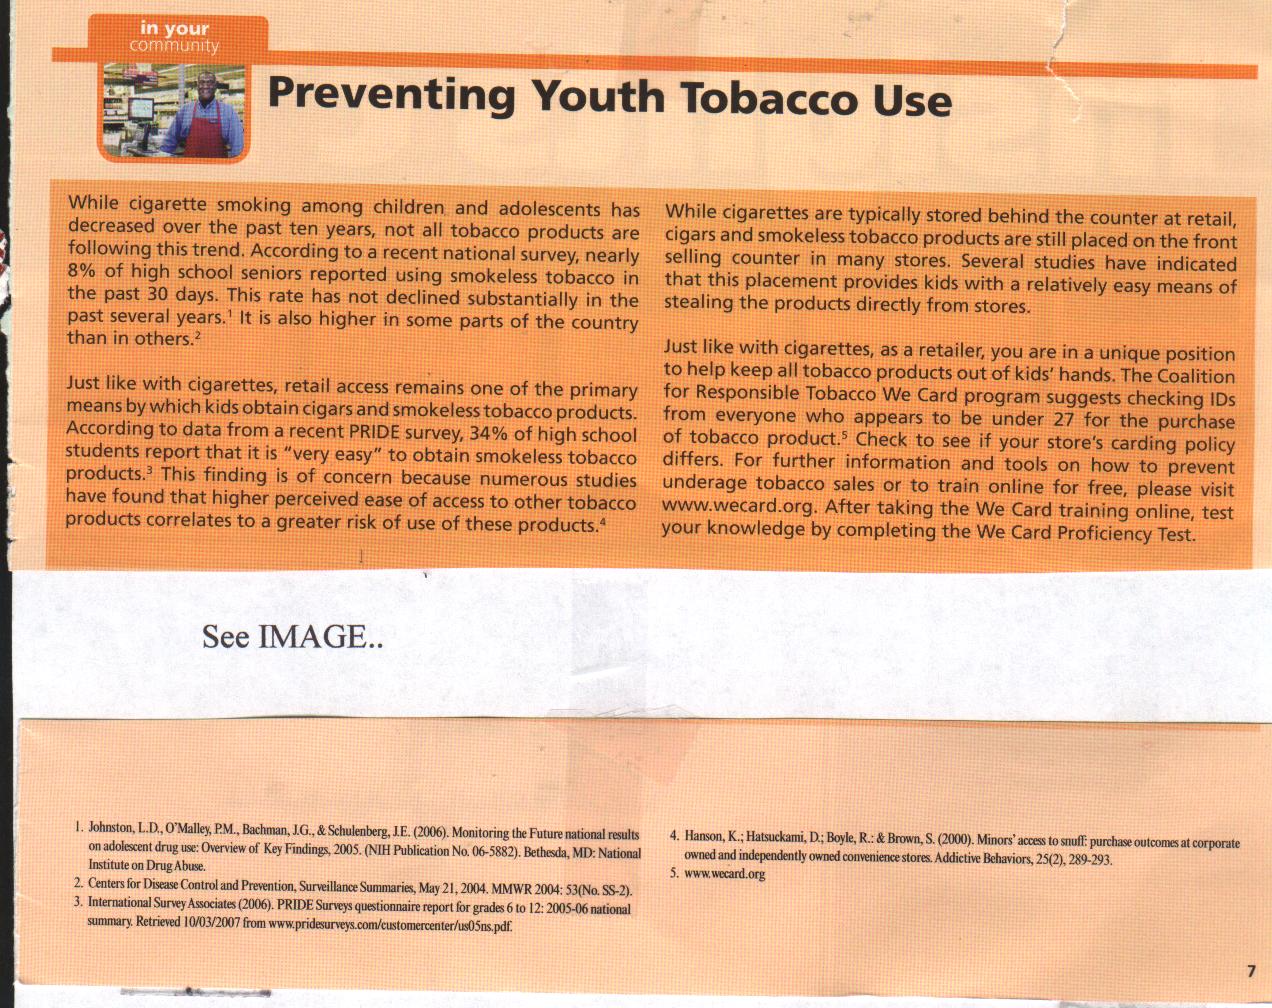 in your
community
Preventing Youth Tobacco Use
While cigarette smoking among children and adolescents has
decreased over the past ten years, not all tobacco products are
following this trend. According to a recent national survey, nearly
8% of high school seniors reported using smokeless tobacco in
the past 30 days. This rate has not declined substantially in the
past several years.¹ It is also higher in some parts of the country
than in others.²
Just like with cigarettes, retail access remains one of the primary
means by which kids obtain cigars and smokeless tobacco products.
According to data from a recent PRIDE survey, 34% of high school
students report that it is “very easy” to obtain smokeless tobacco
products.³ This finding is of concern because numerous studies
have found that higher perceived ease of access to other tobacco
products correlates to a greater risk of use of these products.⁴
While cigarettes are typically stored behind the counter at retail,
cigars and smokeless tobacco products are still placed on the front
selling counter in many stores. Several studies have indicated
that this placement provides kids with a relatively easy means of
stealing the products directly from stores.
Just like with cigarettes, as a retailer, you are in a unique position
to help keep all tobacco products out of kids’ hands. The Coalition
for Responsible Tobacco We Card program suggests checking IDs
from everyone who appears to be under 27 for the purchase
of tobacco product.⁵ Check to see if your store’s carding policy
differs. For further information and tools on how to prevent
underage tobacco sales or to train online for free, please visit
www.wecard.org. After taking the We Card training online, test
your knowledge by completing the We Card Proficiency Test.
See IMAGE..
1. Johnston, L.D., O’Malley, P.M., Bachman, J.G., & Schulenberg, J.E. (2006). Monitoring the Future national results
on adolescent drug use: Overview of Key Findings, 2005. (NIH Publication No. 06-5882). Bethesda, MD: National
Institute on Drug Abuse.
2. Centers for Disease Control and Prevention, Surveillance Summaries, May 21, 2004. MMWR 2004: 53(No. SS-2).
3. International Survey Associates (2006). PRIDE Surveys questionnaire report for grades 6 to 12: 2005-06 national
summary. Retrieved 10/03/2007 from www.pridesurveys.com/customercenter/us05ns.pdf.
4. Hanson, K.; Hatsuckami, D.; Boyle, R.: & Brown, S. (2000). Minors’ access to snuff: purchase outcomes at corporate
owned and independently owned convenience stores. Addictive Behaviors, 25(2), 289-293.
5. www.wecard.org
7